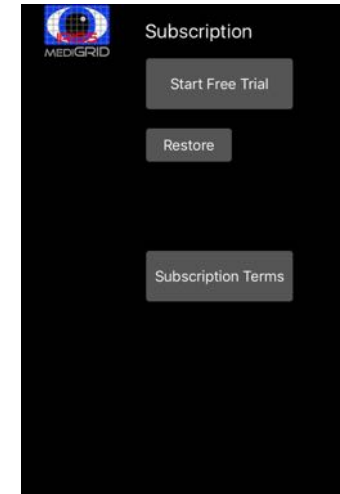 MEDIGRID
Subscription
Start Free Trial
Restore
Subscription Terms